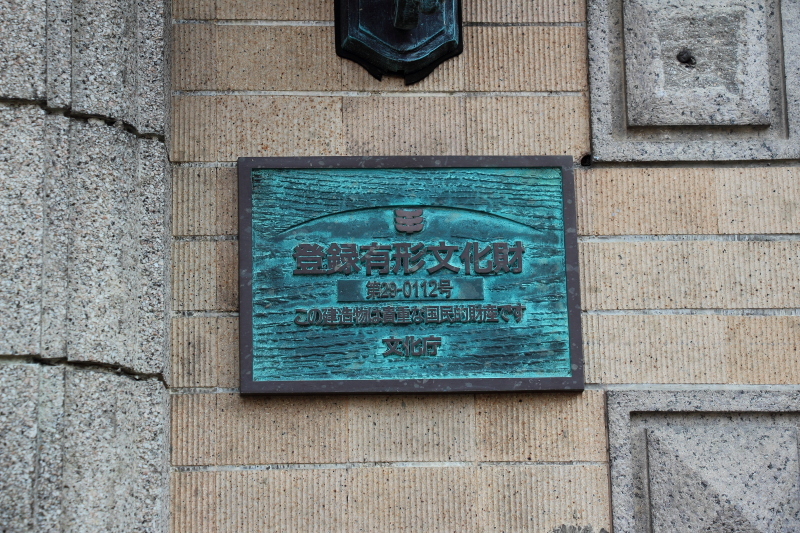 登録有形文化財
第29-0112号
この建造物は貴重な国民的財産です
文化庁